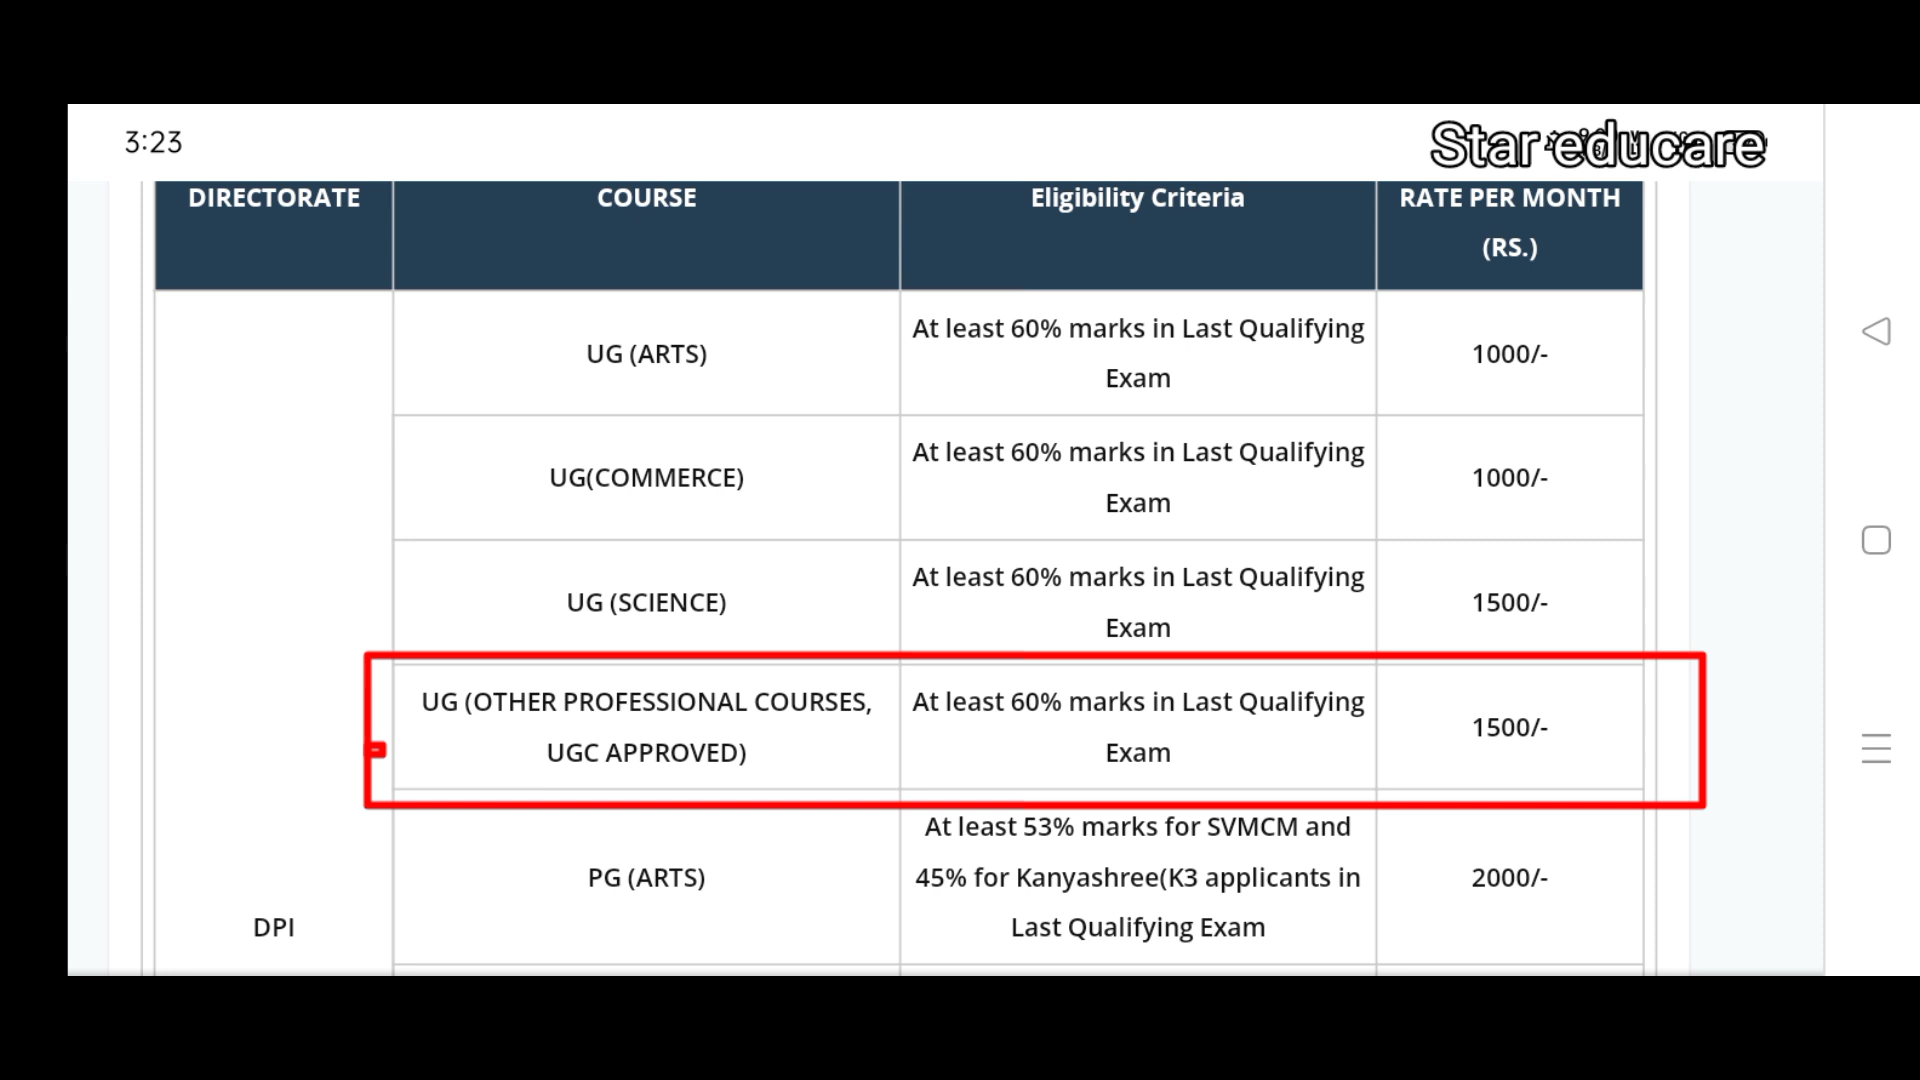 3:23
Star educare
DIRECTORATE
COURSE
Eligibility Criteria
RATE PER MONTH
(RS.)
UG (ARTS)
At least 60% marks in Last Qualifying
Exam
1000/-
UG(COMMERCE)
At least 60% marks in Last Qualifying
Exam
1000/-
UG (SCIENCE)
At least 60% marks in Last Qualifying
Exam
1500/-
UG (OTHER PROFESSIONAL COURSES,
UGC APPROVED)
At least 60% marks in Last Qualifying
Exam
1500/-
DPI
PG (ARTS)
At least 53% marks for SVMCM and
45% for Kanyashree(K3 applicants in
Last Qualifying Exam
2000/-